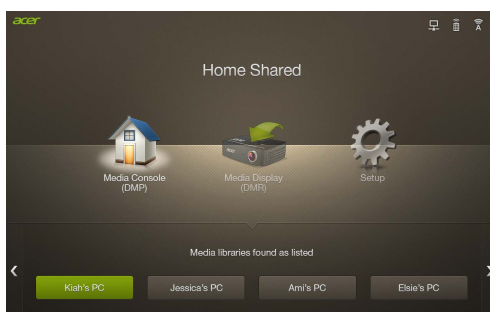 acer
A
Home Shared
Media Console
(DMP)
Media Display
(DMR)
Setup
Media libraries found as listed
Kiah's PC
Jessica's PC
Ami's PC
Elsie's PC